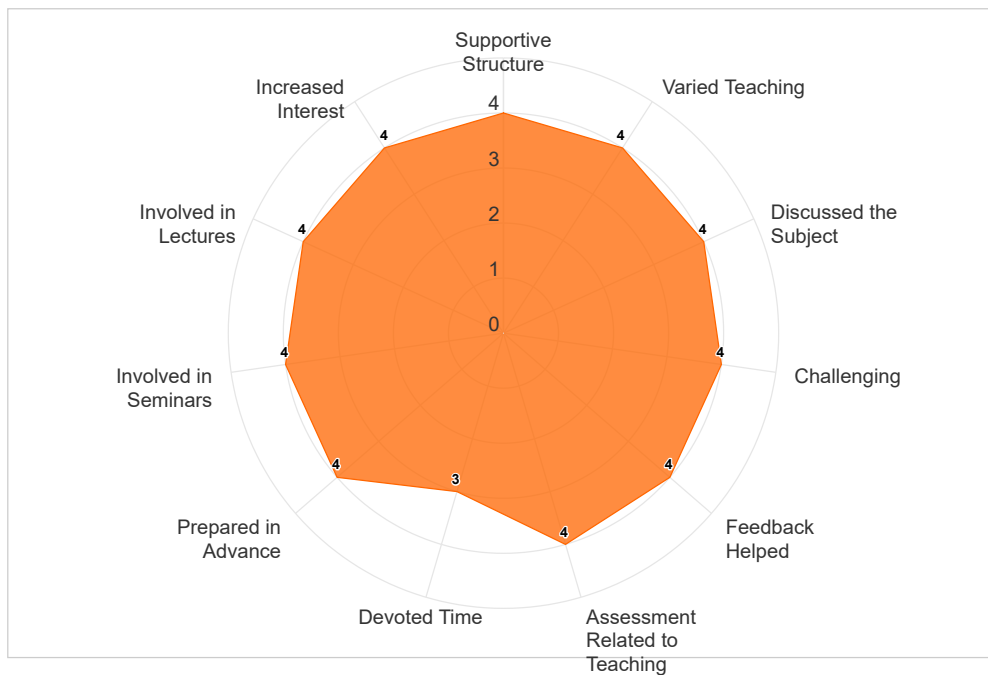 Supportive
Structure
Increased
Interest
Varied Teaching
4
4
4
3
Involved in
Lectures
4
2
4
Discussed the
Subject
1
0
Involved in
Seminars
4
4
Challenging
4
3
4
Prepared in
Advance
4
Feedback
Helped
Devoted Time
Assessment
Related to
Teaching